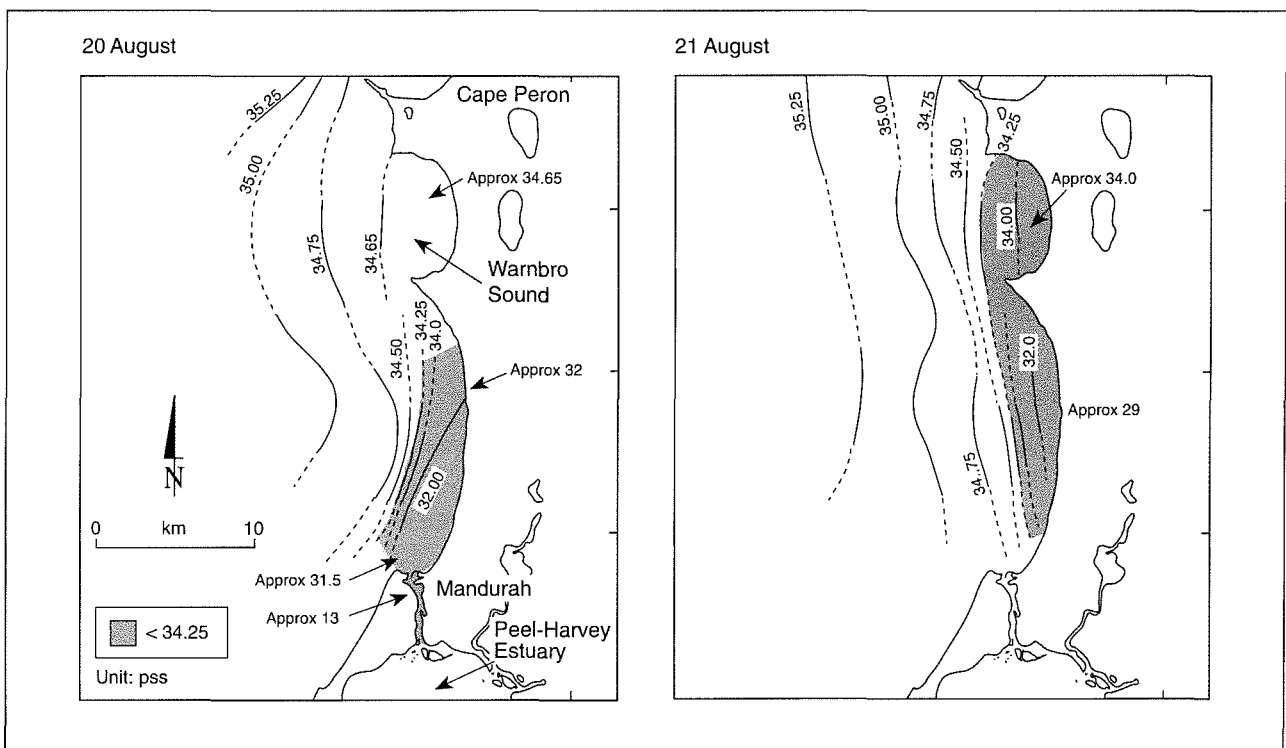 20 August
Cape Peron
35.25
35.00
Approx 34.65
34.75
34.65
Warnbro
Sound
34.25
34.0
34.50
Approx 32
N
32.00
0 km 10
Approx 31.5
Mandurah
Approx 13
< 34.25
Peel-Harvey
Estuary
Unit: pss
21 August
35.25
35.00
34.75
34.25
34.50
Approx 34.0
34.00
32.0
Approx 29
34..75